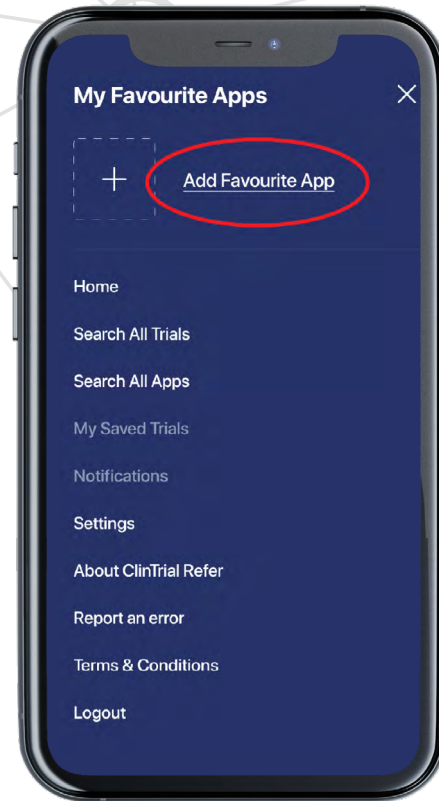 My Favourite Apps
Add Favourite App
Home
Search All Trials
Search All Apps
My Saved Trials
Notifications
Settings
About ClinTrial Refer
Report an error
Terms & Conditions
Logout